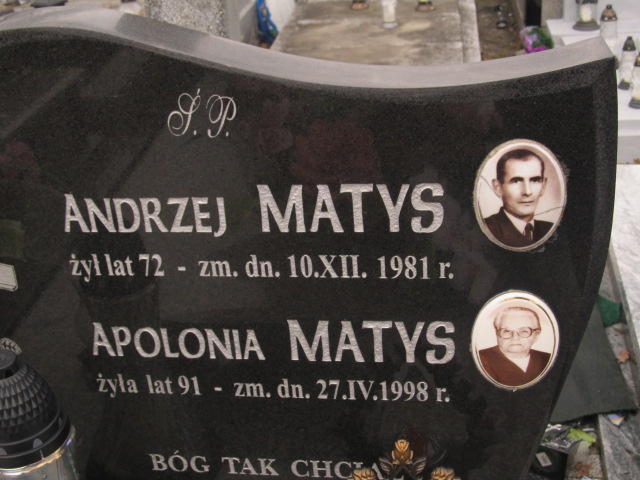 Ś. P.
ANDRZEJ MATYS
żył lat 72 - zm. dn. 10.XII. 1981 r.
APOLONIA MATYS
żyła lat 91 - zm. dn. 27.IV.1998 r.
BÓG TAK